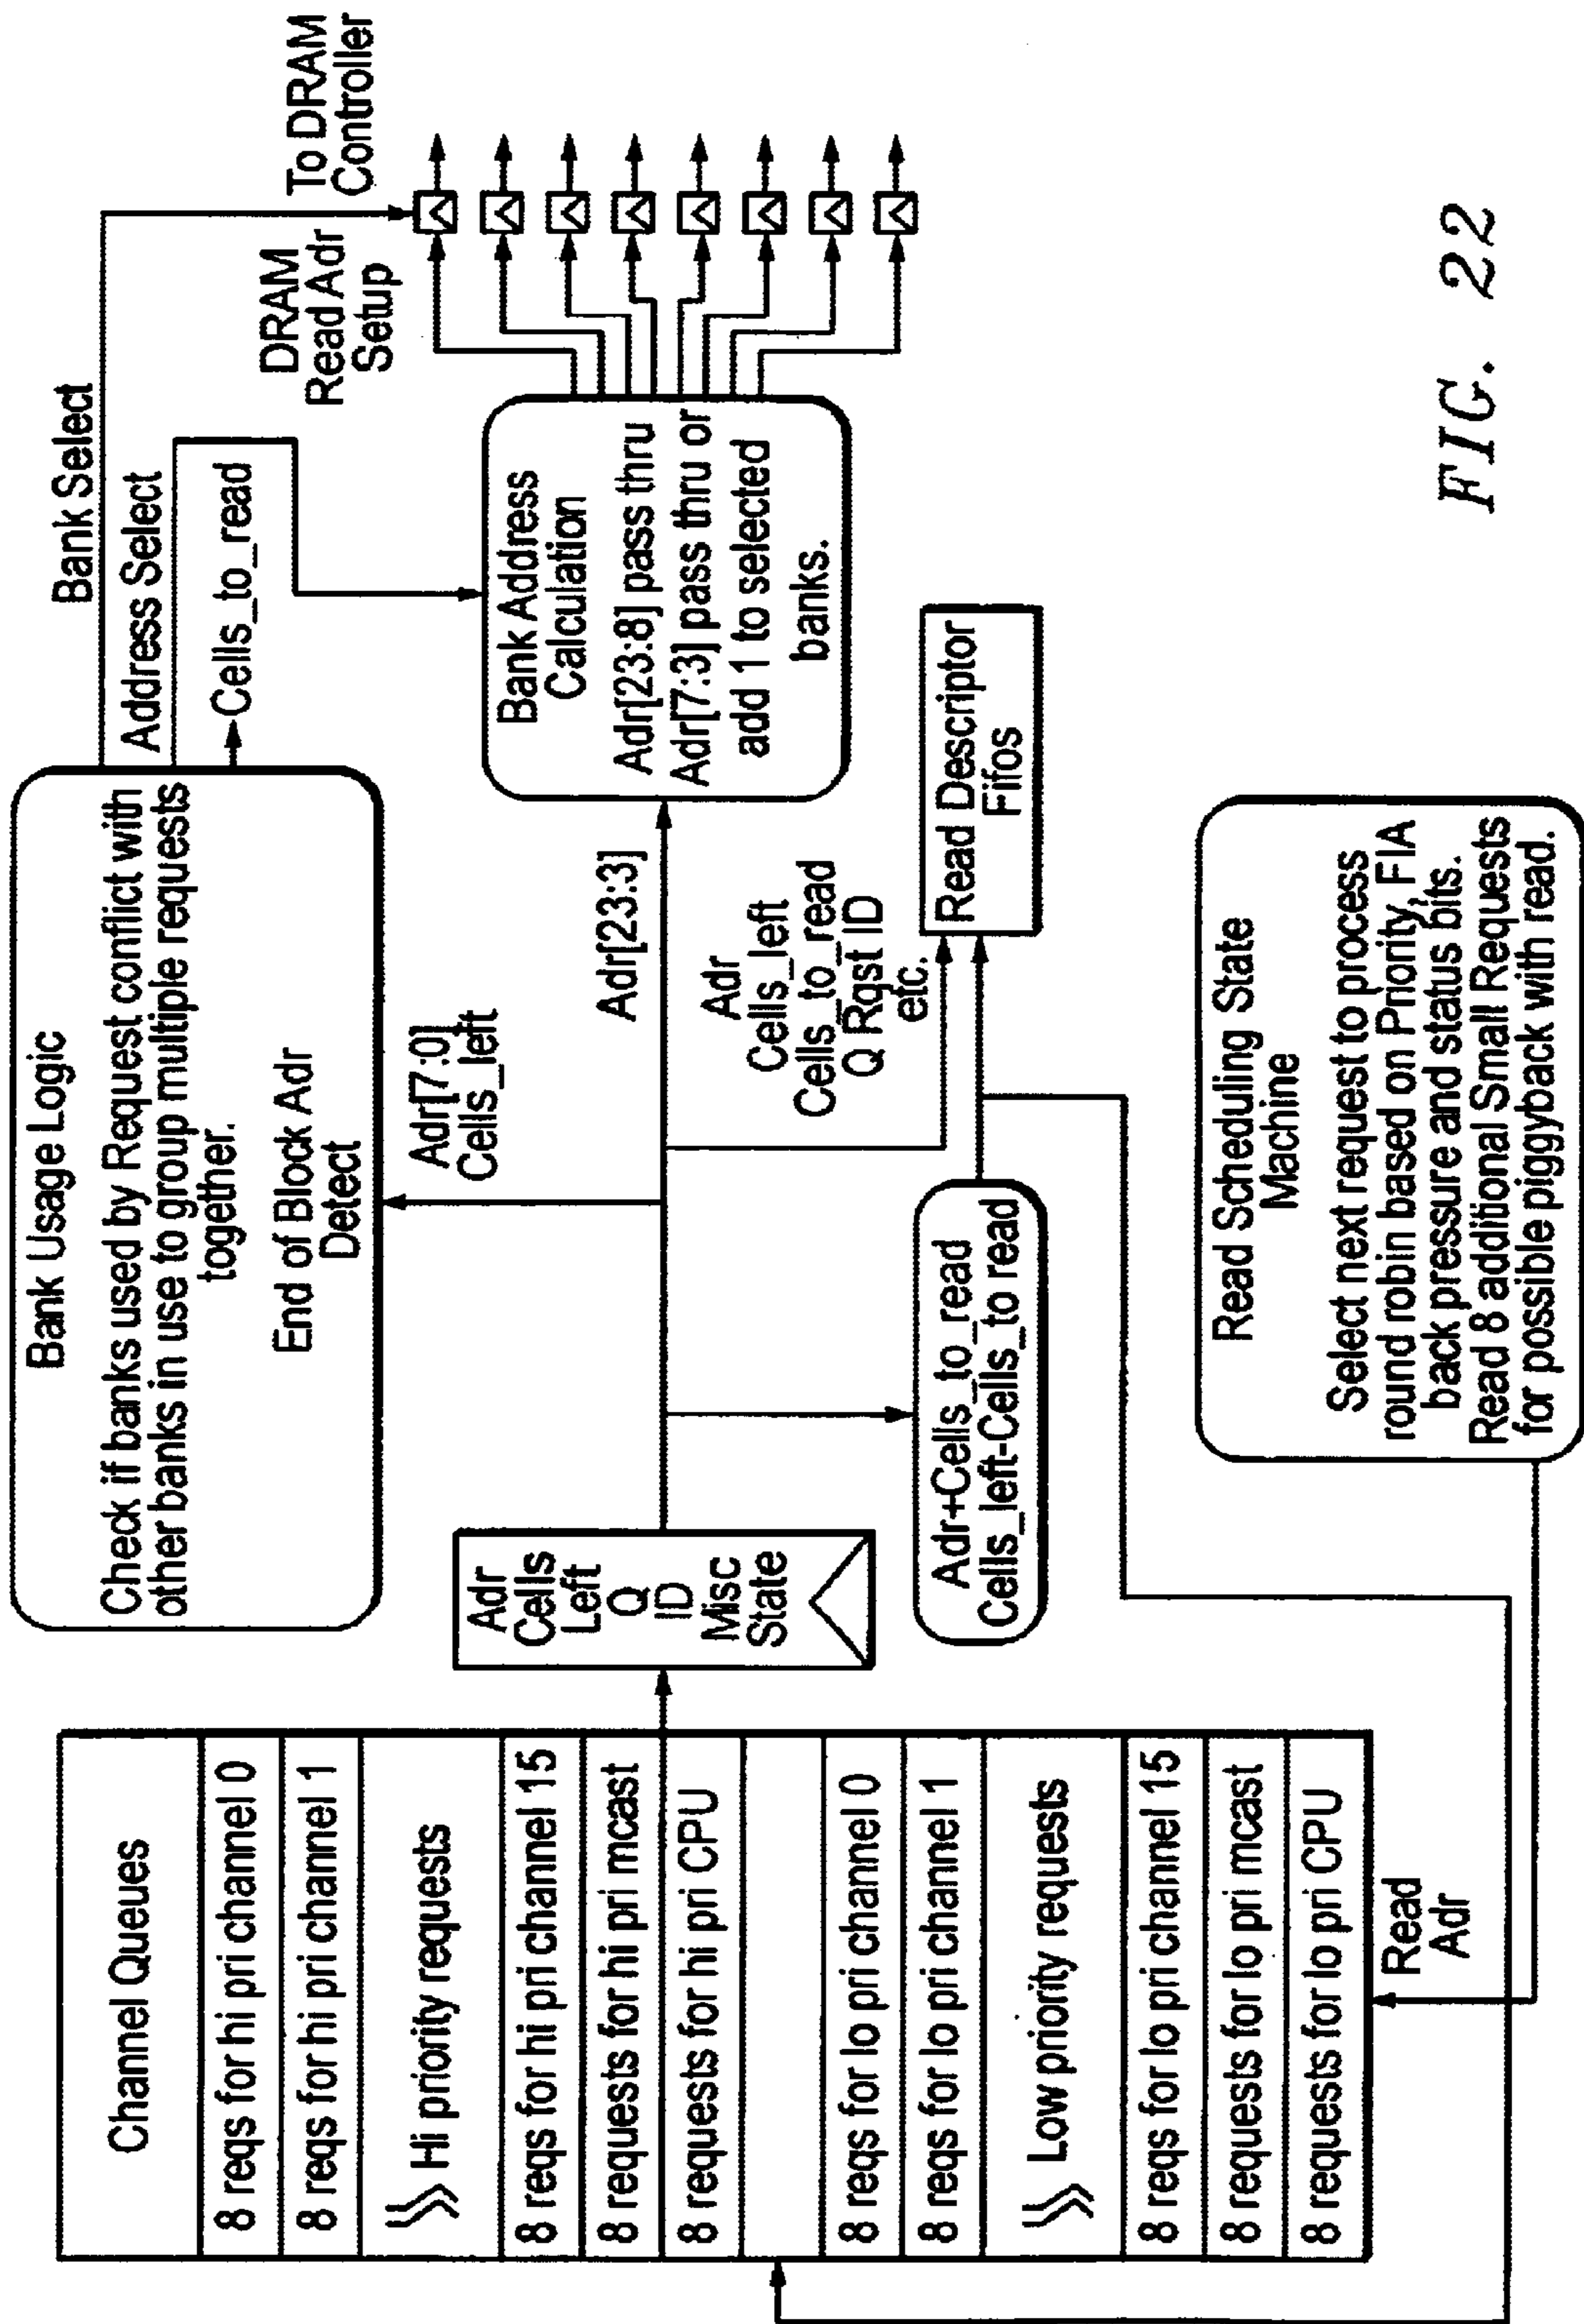 Channel Queues
8 reqs for hi pri channel 0
8 reqs for hi pri channel 1
Hi priority requests
8 reqs for hi pri channel 15
8 requests for hi pri mcast
8 requests for hi pri CPU
8 reqs for lo pri channel 0
8 reqs for lo pri channel 1
Low priority requests
8 reqs for lo pri channel 15
8 requests for lo pri mcast
8 requests for lo pri CPU
Read
Adr
Adr
Cells
Left
Q
ID
Misc
State
Bank Usage Logic
Check if banks used by Request conflict with
other banks in use to group multiple requests
together.
End of Block Adr
Detect
Adr[7:0]
Cells_left
Adr+Cells_to_read
Cells_left-Cells_to read
Adr[23:3]
Adr
Cells_left
Cells_to_read
Q Rqst ID
etc.
Read Descriptor
Fifos
Read Scheduling State
Machine
Select next request to process
round robin based on Priority, FIA
back pressure and status bits.
Read 8 additional Small Requests
for possible piggyback with read.
Bank Select
Address Select
Cells_to_read
Bank Address
Calculation
Adr[23:8] pass thru
Adr[7:3] pass thru or
add 1 to selected
banks.
DRAM
Read Adr
Setup
To DRAM
Controller
FIG. 22